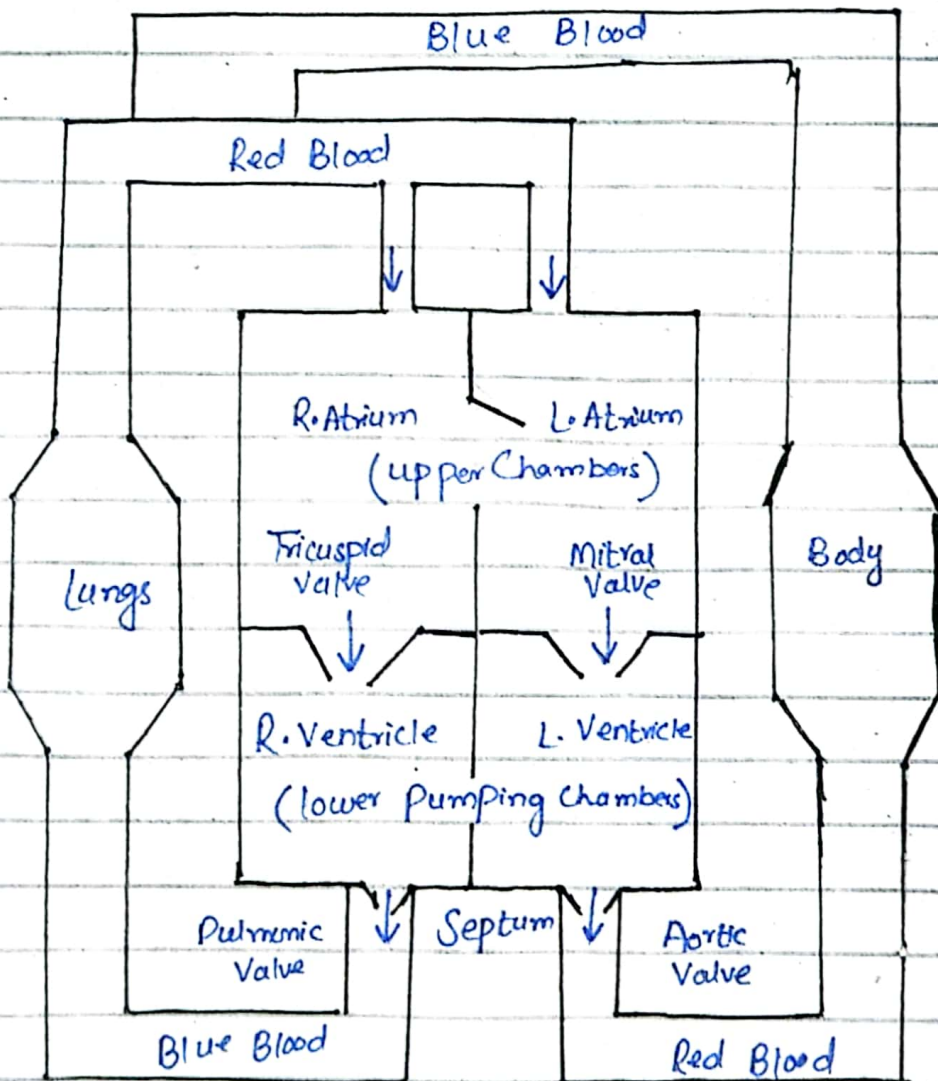 Blue Blood
Red Blood
R. Atrium
L. Atrium
(upper Chambers)
Tricuspid
Valve
Mitral
Valve
Body
Lungs
R. Ventricle
L. Ventricle
(lower Pumping Chambers)
Pulmonic
Valve
Septum
Aortic
Valve
Blue Blood
Red Blood